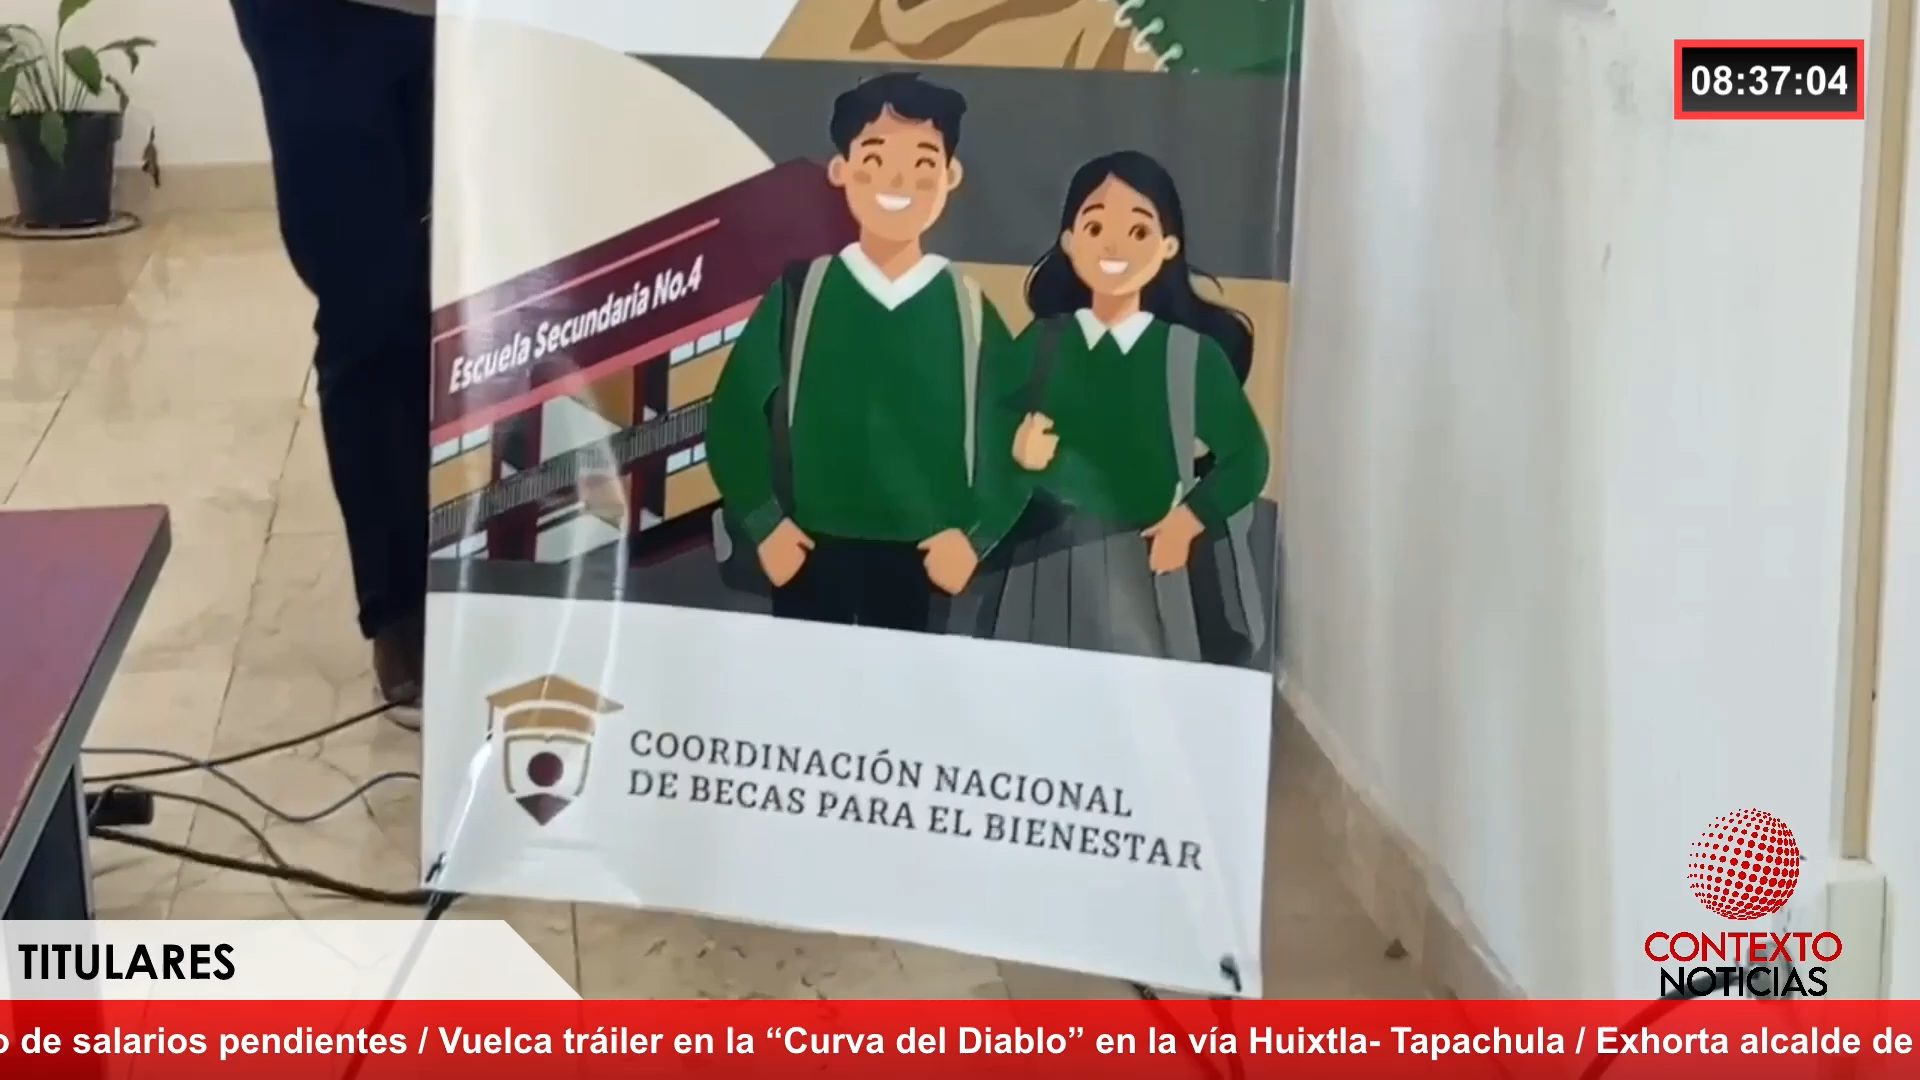 08:37:04
Escuela Secundaria No.4
COORDINACIÓN NACIONAL
DE BECAS PARA EL BIENESTAR
CONTEXTO
NOTICIAS
TITULARES
o de salarios pendientes / Vuelca tráiler en la “Curva del Diablo” en la vía Huixtla- Tapachula / Exhorta alcalde de